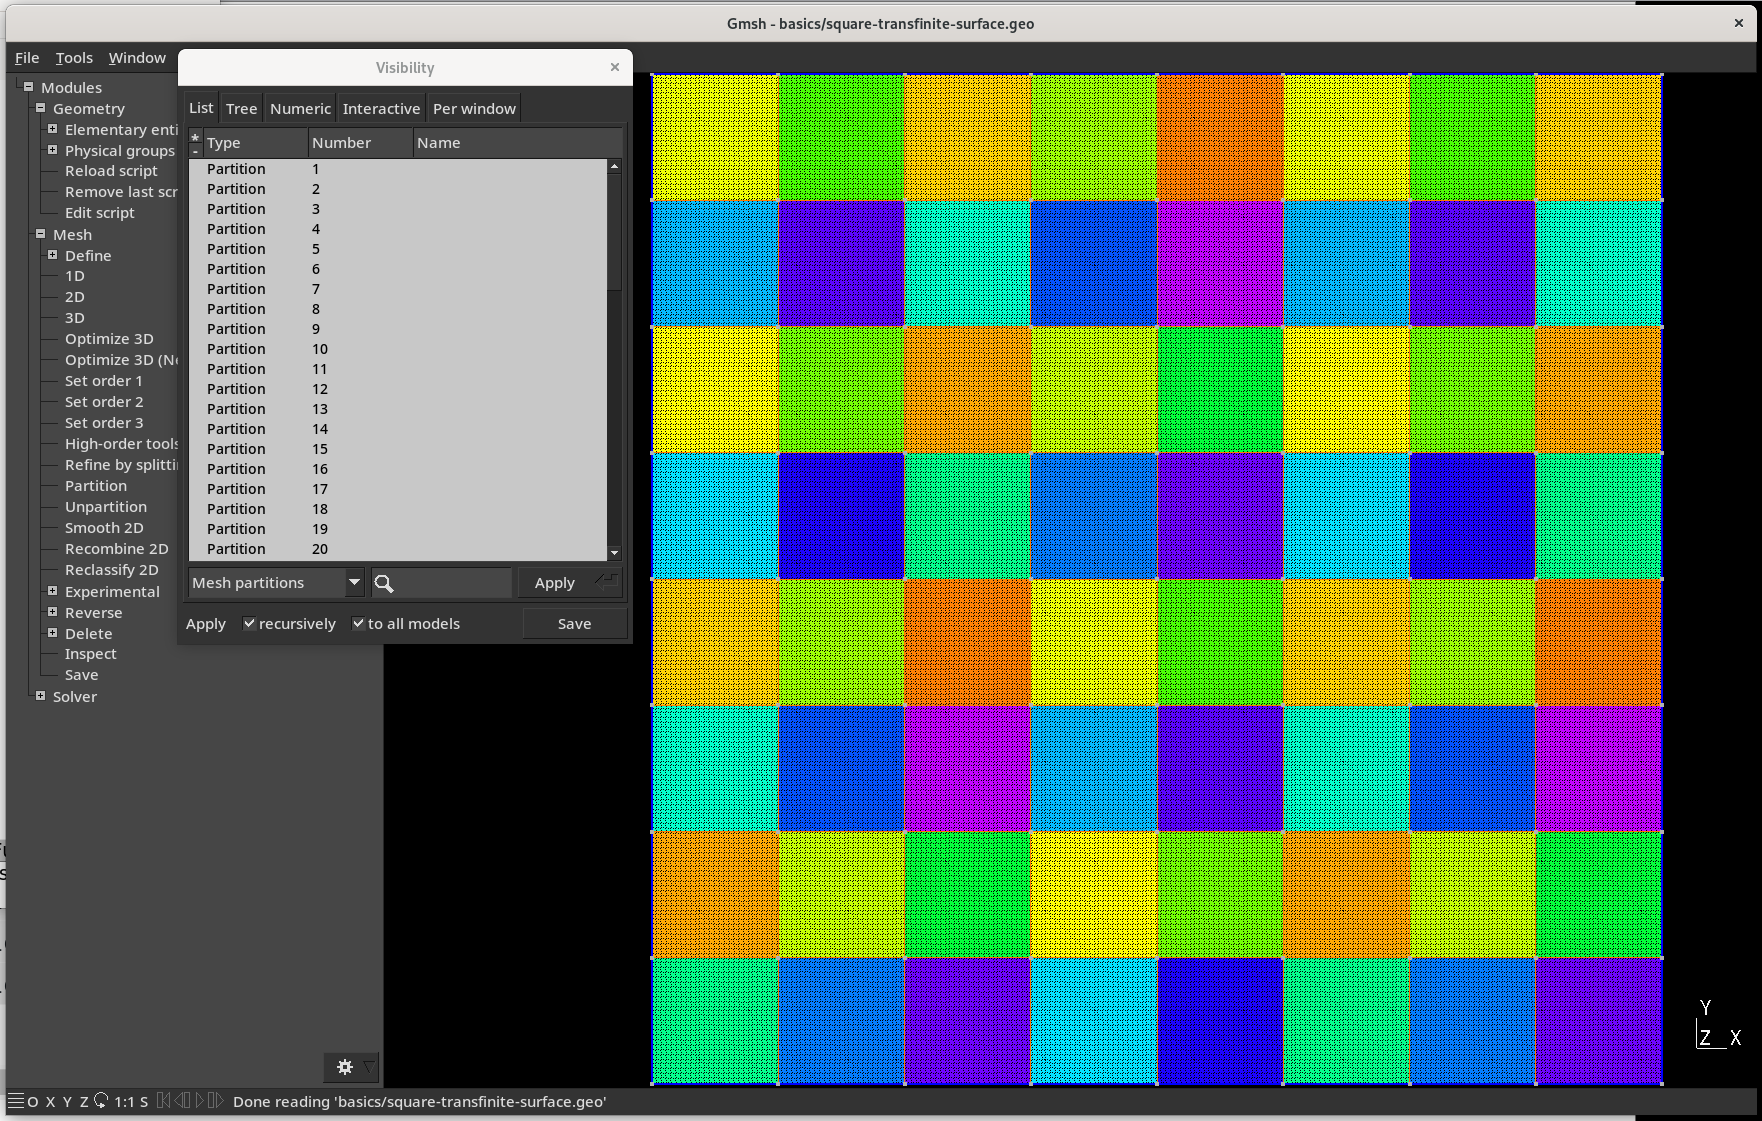 Gmsh - basics/square-transfinite-surface.geo
File Tools Window
Visibility
Modules
Geometry
Elementary enti
Physical groups
Reload script
Remove last scr
Edit script
Mesh
Define
1D
2D
3D
Optimize 3D
Optimize 3D (Ne
Set order 1
Set order 2
Set order 3
High-order tools
Refine by splitti
Partition
Unpartition
Smooth 2D
Recombine 2D
Reclassify 2D
Experimental
Reverse
Delete
Inspect
Save
Solver
List Tree Numeric Interactive Per window
* - Type Number Name
Partition 1
Partition 2
Partition 3
Partition 4
Partition 5
Partition 6
Partition 7
Partition 8
Partition 9
Partition 10
Partition 11
Partition 12
Partition 13
Partition 14
Partition 15
Partition 16
Partition 17
Partition 18
Partition 19
Partition 20
Mesh partitions Apply
Apply recursively to all models Save
Y
Z X
O X Y Z 1:1 S Done reading 'basics/square-transfinite-surface.geo'